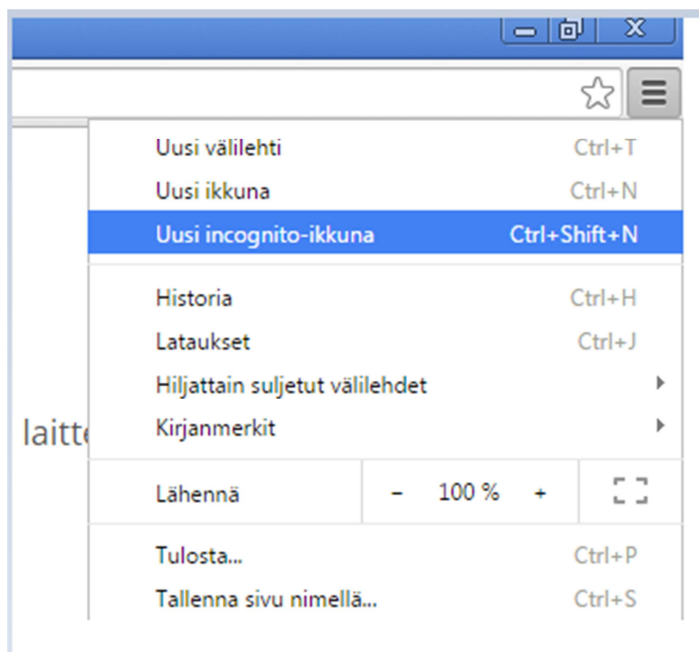 Uusi välilehti Ctrl+T
Uusi ikkuna Ctrl+N
Uusi incognito-ikkuna Ctrl+Shift+N
Historia Ctrl+H
Lataukset Ctrl+J
Hiljattain suljetut välilehdet
laitte
Kirjanmerkit
Lähennä - 100 % +
Tulosta... Ctrl+P
Tallenna sivu nimellä... Ctrl+S